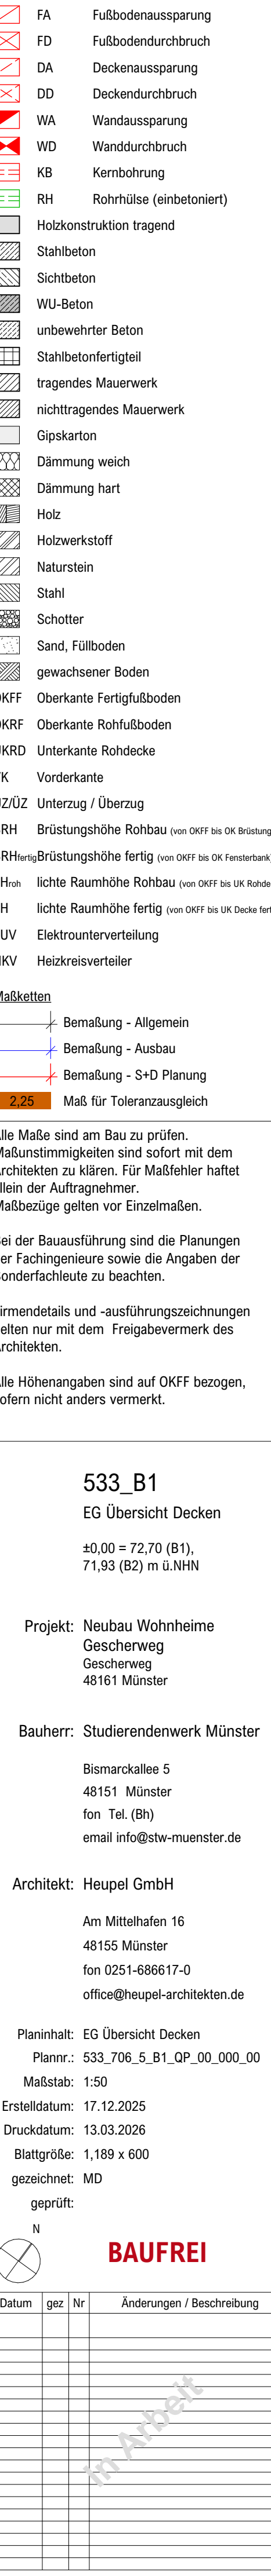 FA Fußbodenaussparung
FD Fußbodendurchbruch
DA Deckenaussparung
DD Deckendurchbruch
WA Wandaussparung
WD Wanddurchbruch
KB Kernbohrung
RH Rohrhülse (einbetoniert)
Holzkonstruktion tragend
Stahlbeton
Sichtbeton
WU-Beton
unbewehrter Beton
Stahlbetonfertigteil
tragendes Mauerwerk
nichttragendes Mauerwerk
Gipskarton
Dämmung weich
Dämmung hart
Holz
Holzwerkstoff
Naturstein
Stahl
Schotter
Sand, Füllboden
gewachsener Boden
OKFF Oberkante Fertigfußboden
OKRF Oberkante Rohfußboden
UKRD Unterkante Rohdecke
VK Vorderkante
UZ/ÜZ Unterzug / Überzug
BRH Brüstungshöhe Rohbau (von OKFF bis OK Brüstung
BRHfertig Brüstungshöhe fertig (von OKFF bis OK Fensterbank)
Hroh lichte Raumhöhe Rohbau (von OKFF bis UK Rohde
H lichte Raumhöhe fertig (von OKFF bis UK Decke fert
UV Elektrounterverteilung
HKV Heizkreisverteiler
Maßketten
Bemaßung - Allgemein
Bemaßung - Ausbau
Bemaßung - S+D Planung
2,25 Maß für Toleranzausgleich
Alle Maße sind am Bau zu prüfen.
Maßunstimmigkeiten sind sofort mit dem
Architekten zu klären. Für Maßfehler haftet
allein der Auftragnehmer.
Maßbezüge gelten vor Einzelmaßen.
Bei der Bauausführung sind die Planungen
der Fachingenieure sowie die Angaben der
Sonderfachleute zu beachten.
Firmendetails und -ausführungszeichnungen
gelten nur mit dem Freigabevermerk des
Architekten.
Alle Höhenangaben sind auf OKFF bezogen,
sofern nicht anders vermerkt.
533_B1
EG Übersicht Decken
±0,00 = 72,70 (B1),
71,93 (B2) m ü.NHN
Projekt: Neubau Wohnheime
Gescherweg
Gescherweg
48161 Münster
Bauherr: Studierendenwerk Münster
Bismarckallee 5
48151 Münster
fon Tel. (Bh)
email info@stw-muenster.de
Architekt: Heupel GmbH
Am Mittelhafen 16
48155 Münster
fon 0251-686617-0
office@heupel-architekten.de
Planinhalt: EG Übersicht Decken
Plannr.: 533_706_5_B1_QP_00_000_00
Maßstab: 1:50
Erstelldatum: 17.12.2025
Druckdatum: 13.03.2026
Blattgröße: 1,189 x 600
gezeichnet: MD
geprüft:
N
BAUFREI
Datum gez Nr Änderungen / Beschreibung
In Arbeit